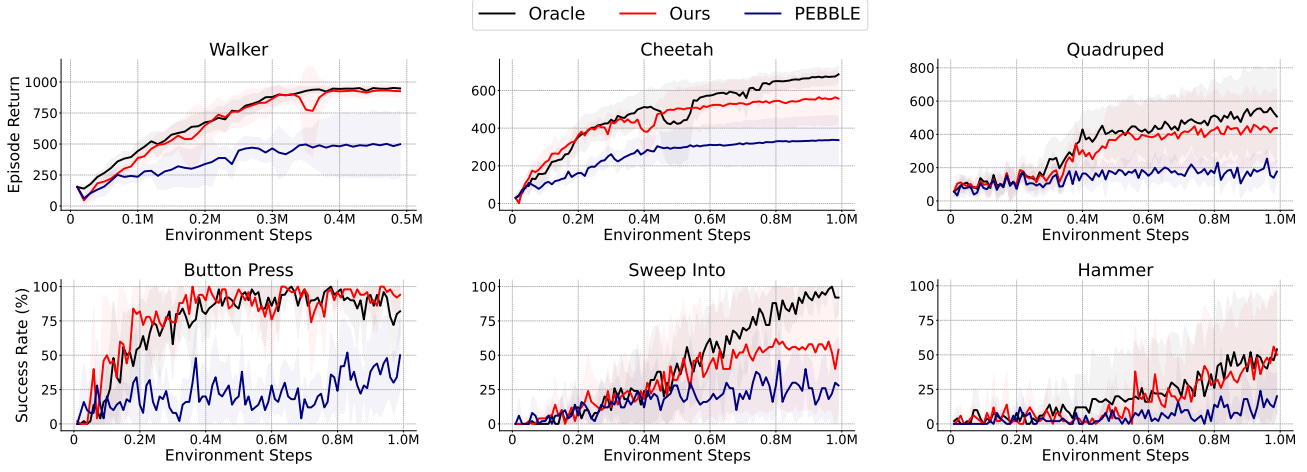 Oracle Ours PEBBLE
Walker
Episode Return
1000
750
500
250
0
0 0.1M 0.2M 0.3M 0.4M 0.5M
Environment Steps
Cheetah
600
400
200
0
0 0.2M 0.4M 0.6M 0.8M 1.0M
Environment Steps
Quadruped
800
600
400
200
0
0 0.2M 0.4M 0.6M 0.8M 1.0M
Environment Steps
Button Press
Success Rate (%)
100
75
50
25
0
0 0.2M 0.4M 0.6M 0.8M 1.0M
Environment Steps
Sweep Into
100
75
50
25
0
0 0.2M 0.4M 0.6M 0.8M 1.0M
Environment Steps
Hammer
100
75
50
25
0
0 0.2M 0.4M 0.6M 0.8M 1.0M
Environment Steps